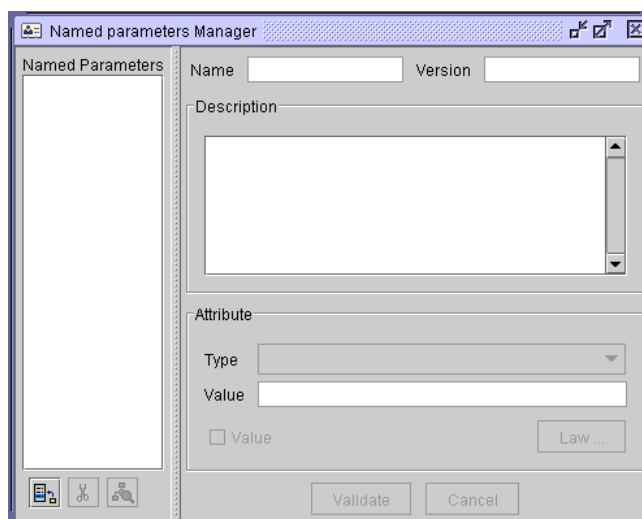 Named parameters Manager
Named Parameters
Name
Version
Description
Attribute
Type
Value
Value
Law ...
Validate
Cancel